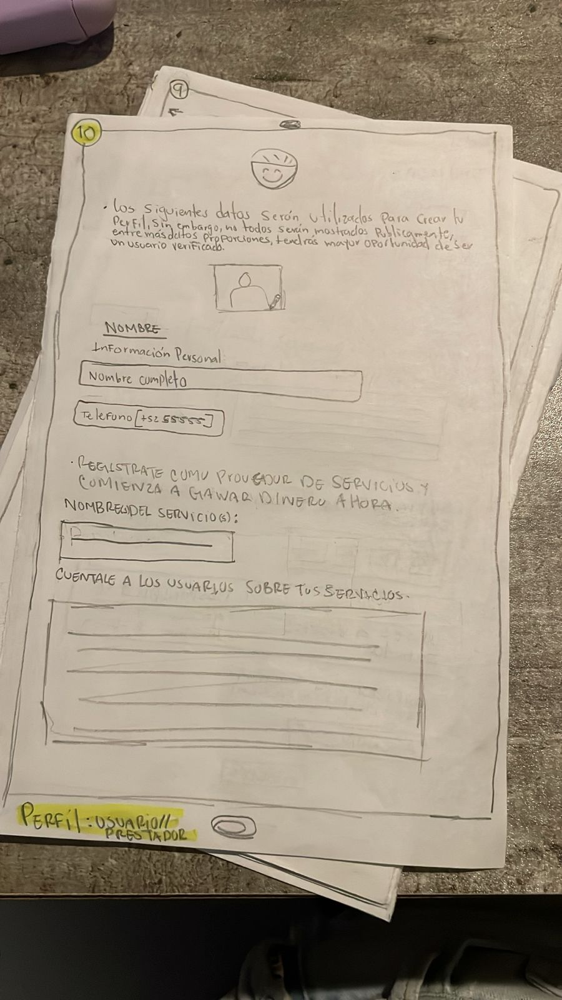 9
10
. Los siguientes datos serán utilizados para crear tu
Perfil, sin embargo, no todos serán mostrados Publicamente,
entre más datos proporciones, tendrás mayor oportunidad de ser
un usuario verificado.
NOMBRE
Información Personal:
Nombre completo
Telefono [+52 55555]
. REGISTRATE COMO PROVEEDOR DE SERVICIOS Y
COMIENZA A GANAR DINERO AHORA.
NOMBRE(S) DEL SERVICIO(S):
CUENTALE A LOS USUARIOS SOBRE TUS SERVICIOS.
PERFIL: USUARIO//
PRESTADOR